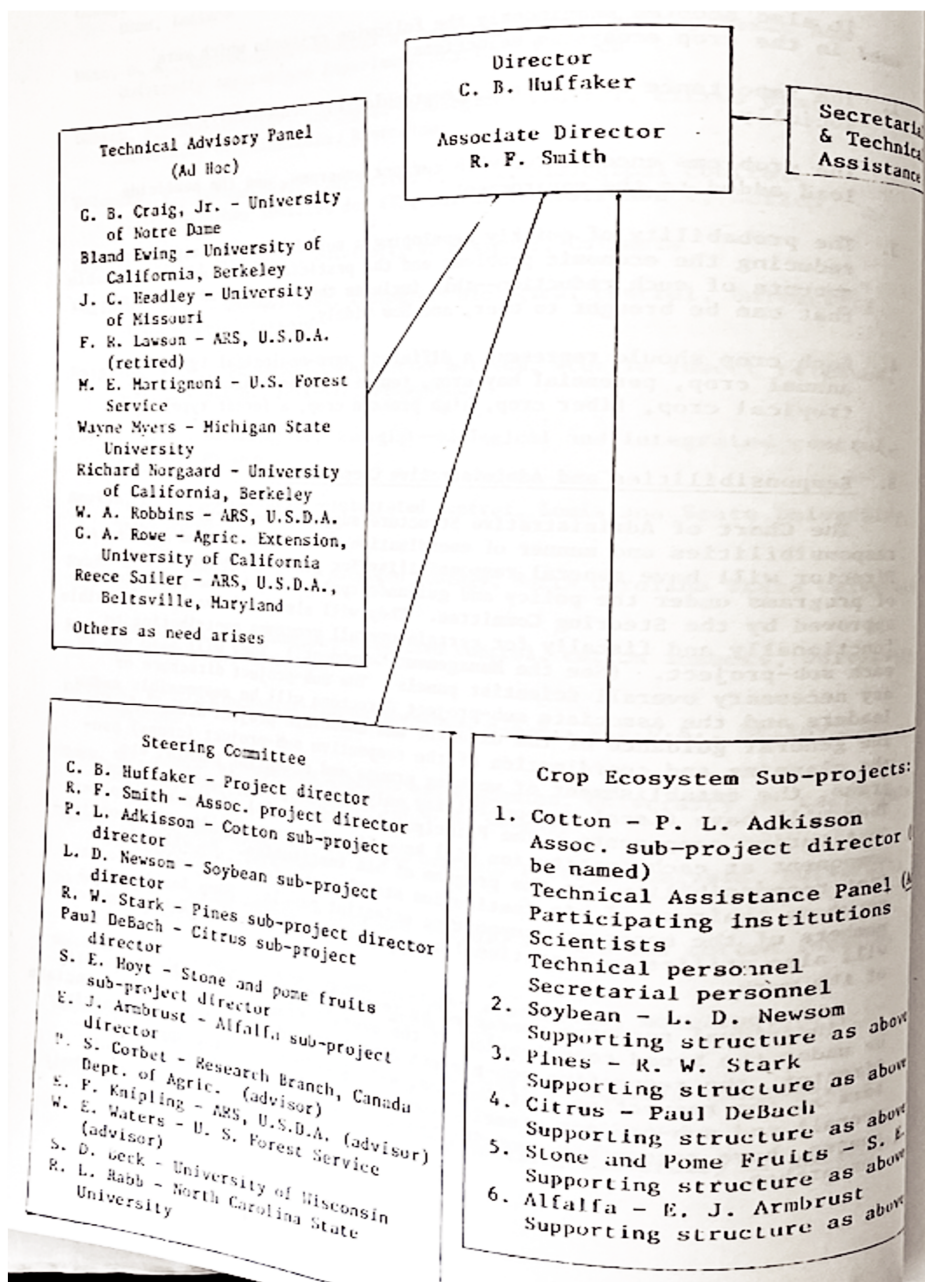 Director
C. B. Huffaker
Associate Director
R. F. Smith
Secretarial
& Technical
Assistance
Technical Advisory Panel
(Ad Hoc)
G. B. Craig, Jr. - University
of Notre Dame
Bland Ewing - University of
California, Berkeley
J. C. Headley - University
of Missouri
F. R. Lawson - ARS, U.S.D.A.
(retired)
M. E. Martignoni - U.S. Forest
Service
Wayne Myers - Michigan State
University
Richard Norgaard - University
of California, Berkeley
W. A. Robbins - ARS, U.S.D.A.
G. A. Rowe - Agric. Extension,
University of California
Reece Sailer - ARS, U.S.D.A.,
Beltsville, Maryland
Others as need arises
Steering Committee
C. B. Huffaker - Project director
R. F. Smith - Assoc. project director
P. L. Adkisson - Cotton sub-project
director
L. D. Newsom - Soybean sub-project
director
R. W. Stark - Pines sub-project director
Paul DeBach - Citrus sub-project
director
S. E. Hoyt - Stone and pome fruits
sub-project director
E. J. Armbrust - Alfalfa sub-project
director
S. Corbet - Research Branch, Canada
Dept. of Agric. (advisor)
E. F. Knipling - ARS, U.S.D.A. (advisor)
W. E. Waters - U. S. Forest Service
(advisor)
S. D. Beck - University of Wisconsin
R. L. Rabb - North Carolina State
University
Crop Ecosystem Sub-projects:
1. Cotton - P. L. Adkisson
Assoc. sub-project director (
be named)
Technical Assistance Panel (A
Participating institutions
Scientists
Technical personnel
Secretarial personnel
2. Soybean - L. D. Newsom
Supporting structure as above
3. Pines - R. W. Stark
Supporting structure as above
4. Citrus - Paul DeBach
Supporting structure as above
5. Stone and Pome Fruits - S. E.
Supporting structure as above
6. Alfalfa - E. J. Armbrust
Supporting structure as above